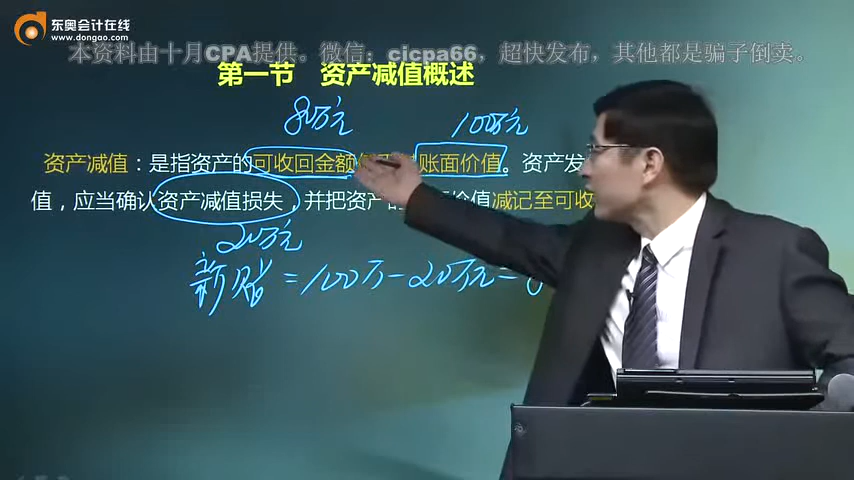 东奥会计在线
www.dongao.com
本资料由十月CPA提供。微信：cicpa66，超快发布，其他都是骗子倒卖。
第一节 资产减值概述
80万元 100万元
资产减值：是指资产的可收回金额 账面价值。资产发
值，应当确认资产减值损失，并把资产的 价值减记至可收
20万元
新账=100万-20万元=